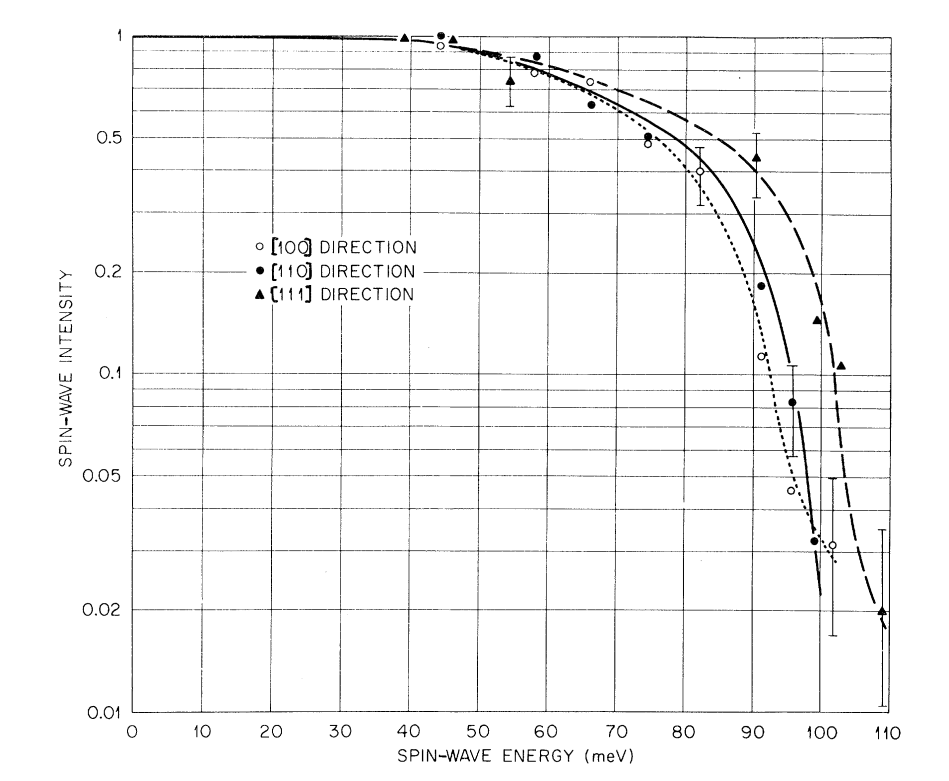 1
0.5
[100] DIRECTION
[110] DIRECTION
[111] DIRECTION
0.2
0.1
0.05
0.02
0.01
SPIN-WAVE INTENSITY
0 10 20 30 40 50 60 70 80 90 100 110
SPIN-WAVE ENERGY (meV)